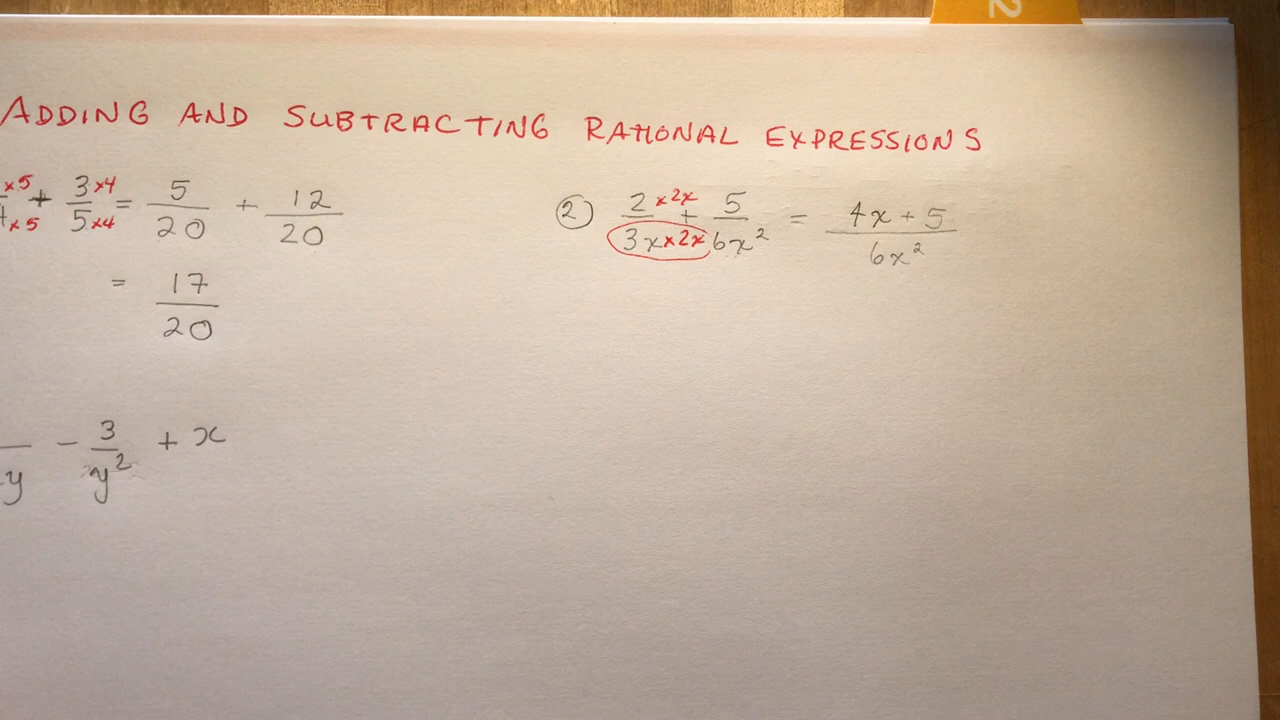 ADDING AND SUBTRACTING RATIONAL EXPRESSIONS
×5 + 3 ×4 = 5 + 12
×5 5 ×4 20 20
= 17
20
- 3 + x
y y²
② 2 ×2x + 5 = 4x + 5
3x ×2x 6x² 6x²
2